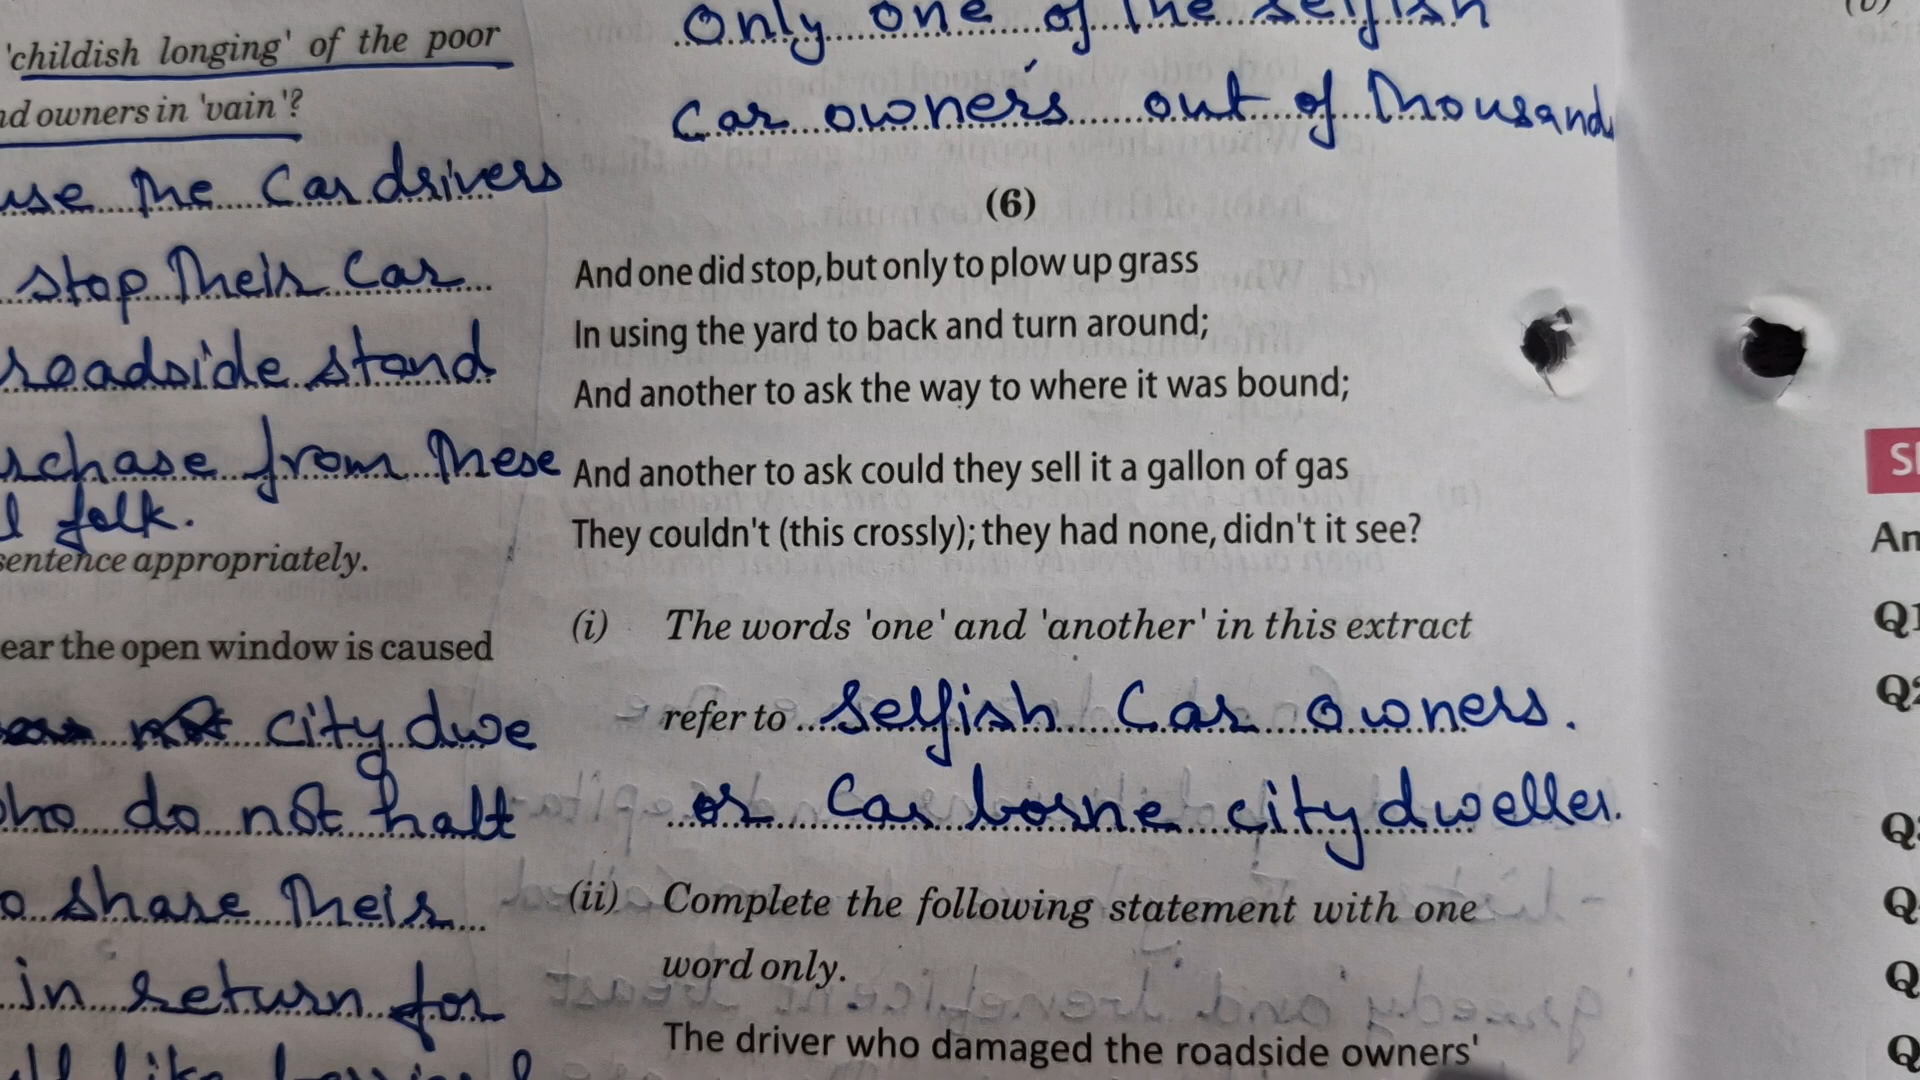 'childish longing' of the poor
owners in 'vain'?
the Car drivers
stop their Car
roadside stand
from these
folk.
sentence appropriately.
ear the open window is caused
city dwe
do not halt
share their
in return for
Only one of the selfish
car owners out of thousand
(6)
And one did stop, but only to plow up grass
In using the yard to back and turn around;
And another to ask the way to where it was bound;
And another to ask could they sell it a gallon of gas
They couldn't (this crossly); they had none, didn't it see?
(i) The words 'one' and 'another' in this extract
refer to selfish Car owners.
or Car borne city dweller.
(ii) Complete the following statement with one
word only.
The driver who damaged the roadside owners'